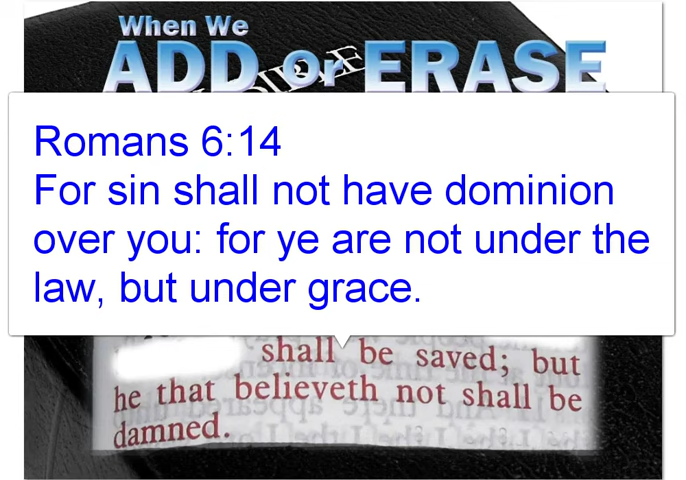 When We
ADD or ERASE
Romans 6:14
For sin shall not have dominion
over you: for ye are not under the
law, but under grace.
shall be saved; but
he that believeth not shall be
damned.